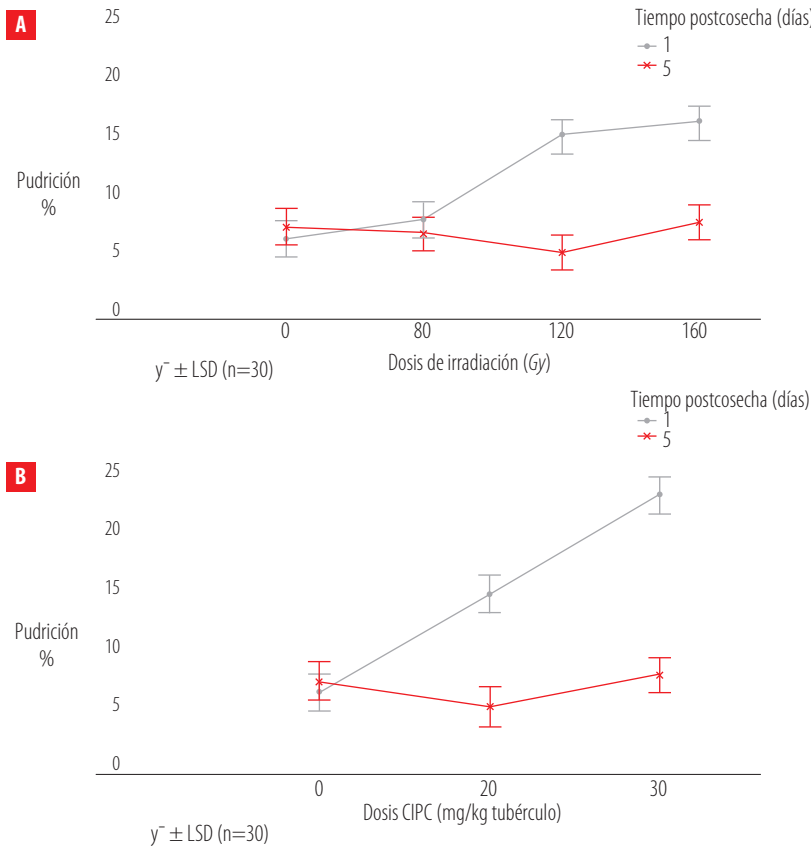 A
Tiempo postcosecha (días)
1
5
25
20
15
10
5
0
Pudrición
%
0 80 120 160
Dosis de irradiación (Gy)
y¯ ± LSD (n=30)
B
Tiempo postcosecha (días)
1
5
25
20
15
10
5
0
Pudrición
%
0 20 30
Dosis CIPC (mg/kg tubérculo)
y¯ ± LSD (n=30)